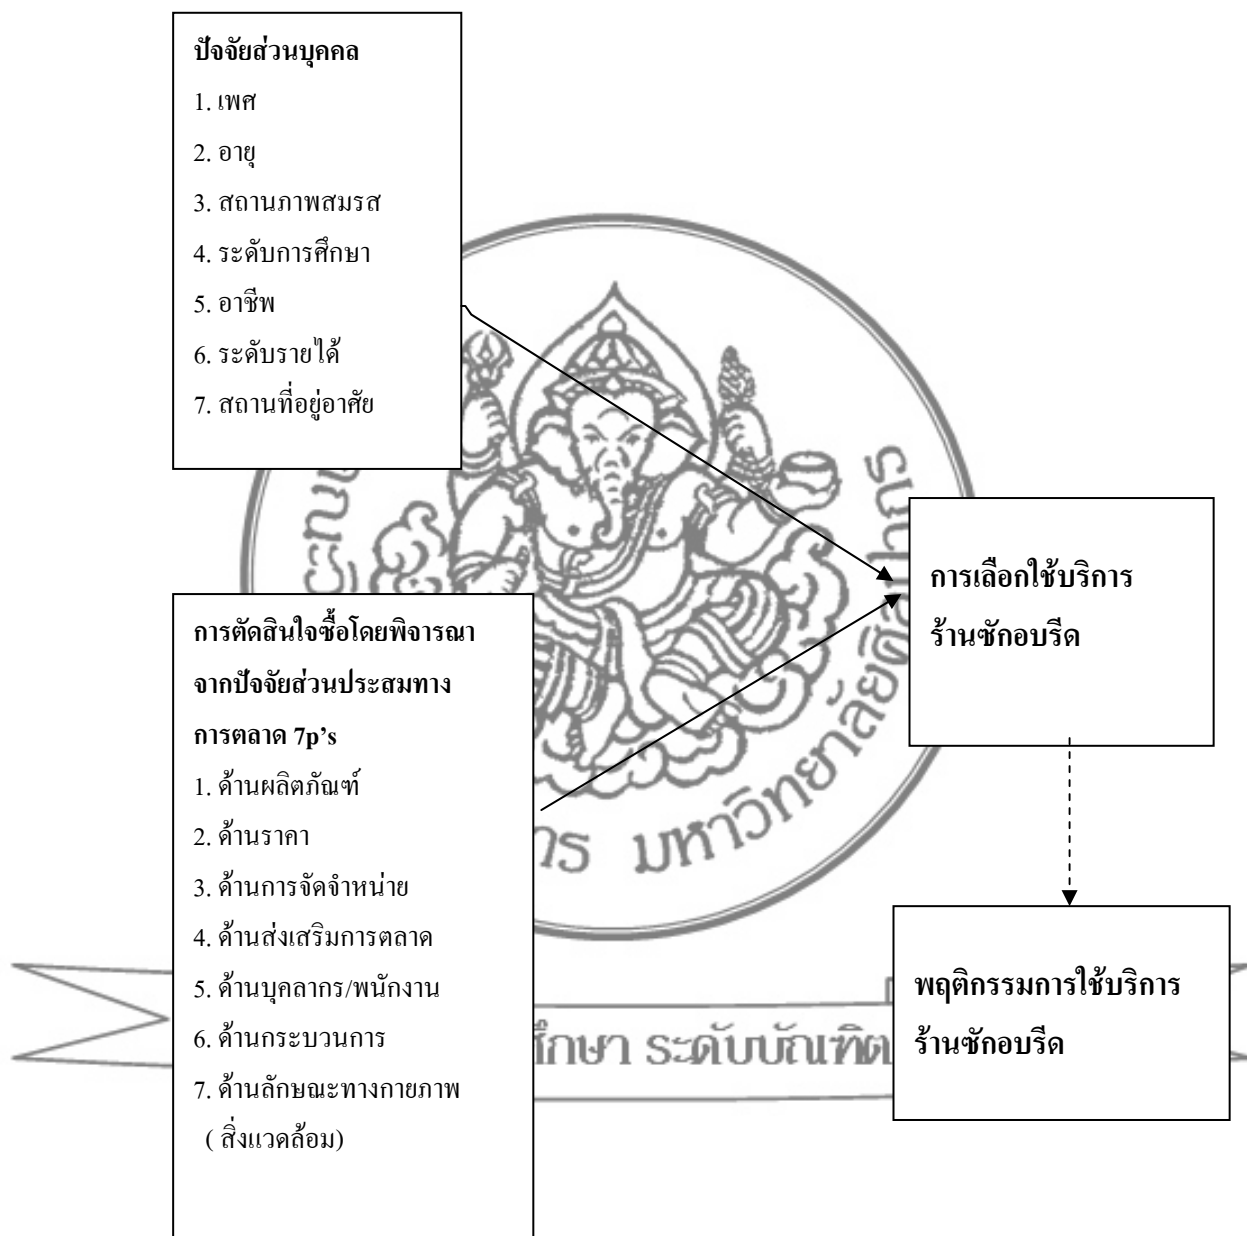 ปัจจัยส่วนบุคคล
1. เพศ
2. อายุ
3. สถานภาพสมรส
4. ระดับการศึกษา
5. อาชีพ
6. ระดับรายได้
7. สถานที่อยู่อาศัย
การตัดสินใจซื้อโดยพิจารณา
จากปัจจัยส่วนประสมทาง
การตลาด 7p’s
1. ด้านผลิตภัณฑ์
2. ด้านราคา
3. ด้านการจัดจำหน่าย
4. ด้านส่งเสริมการตลาด
5. ด้านบุคลากร/พนักงาน
6. ด้านกระบวนการ
7. ด้านลักษณะทางกายภาพ
( สิ่งแวดล้อม)
การเลือกใช้บริการ
ร้านซักอบรีด
พฤติกรรมการใช้บริการ
ร้านซักอบรีด
มหาวิทยาลัย
ระดับบัณฑิต